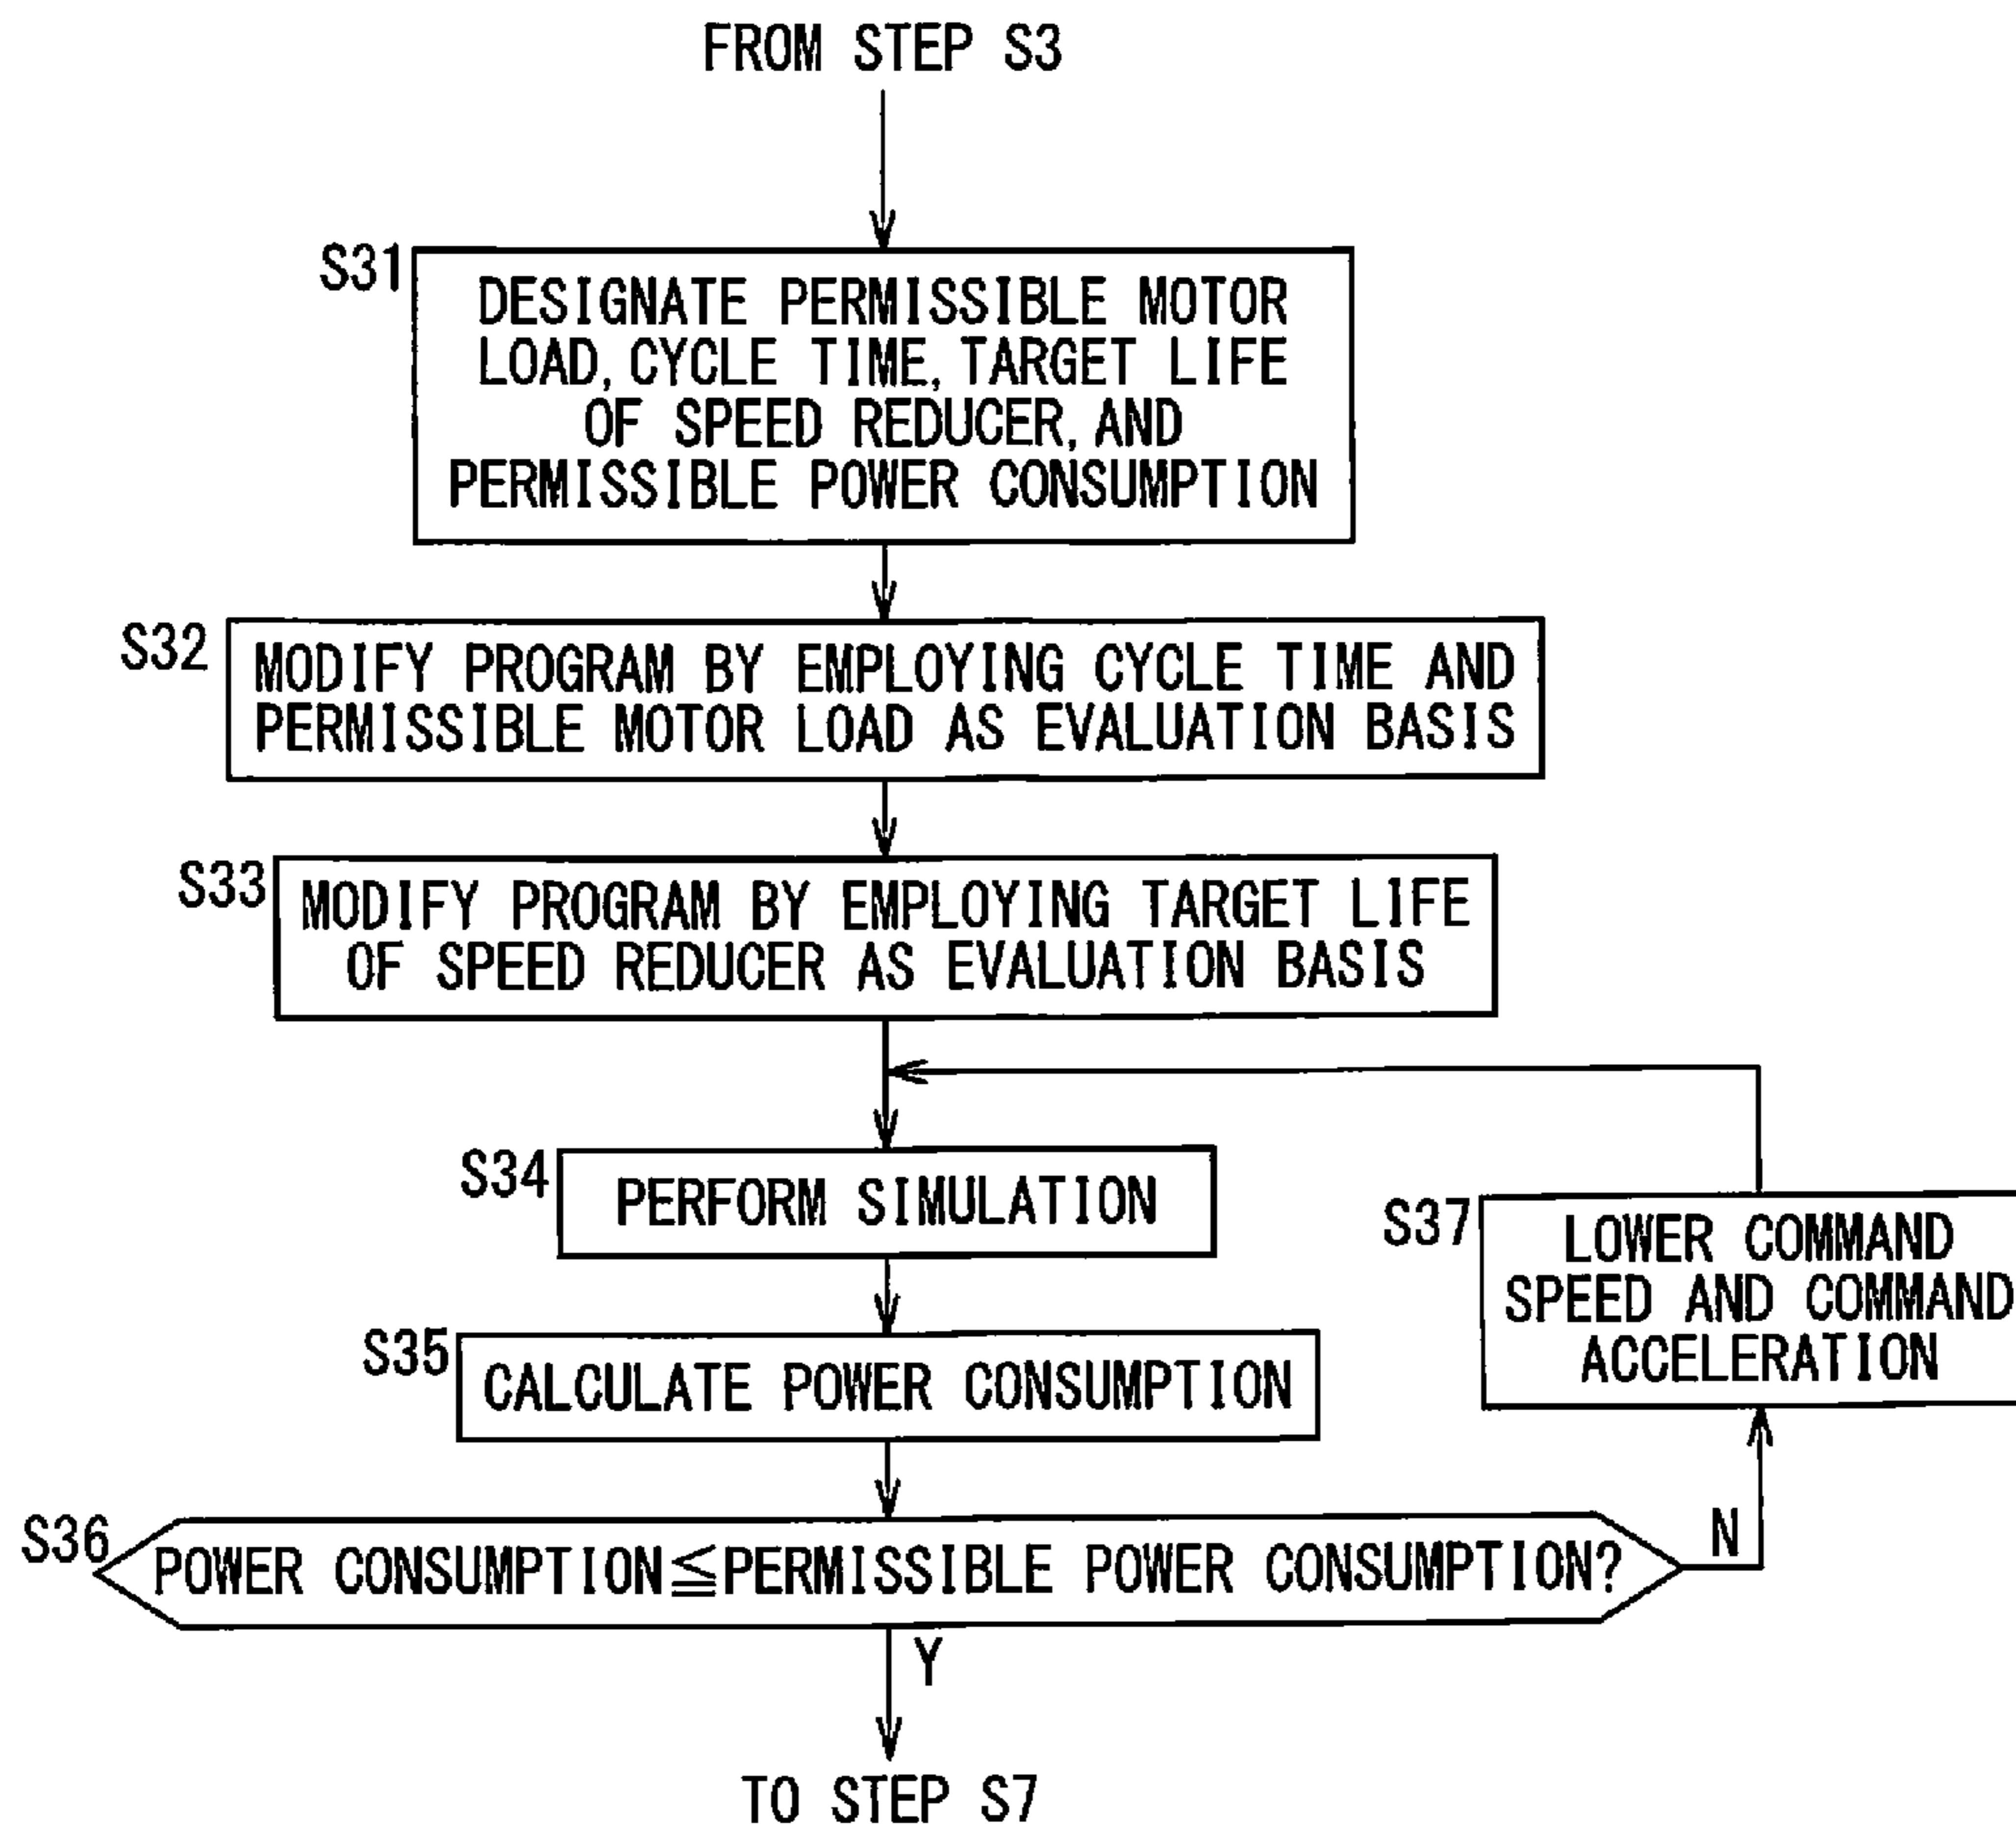 FROM STEP S3
S31
DESIGNATE PERMISSIBLE MOTOR
LOAD, CYCLE TIME, TARGET LIFE
OF SPEED REDUCER, AND
PERMISSIBLE POWER CONSUMPTION
S32
MODIFY PROGRAM BY EMPLOYING CYCLE TIME AND
PERMISSIBLE MOTOR LOAD AS EVALUATION BASIS
S33
MODIFY PROGRAM BY EMPLOYING TARGET LIFE
OF SPEED REDUCER AS EVALUATION BASIS
S34
PERFORM SIMULATION
S37
LOWER COMMAND
SPEED AND COMMAND
ACCELERATION
S35
CALCULATE POWER CONSUMPTION
S36
POWER CONSUMPTION≦PERMISSIBLE POWER CONSUMPTION?
N
Y
TO STEP S7